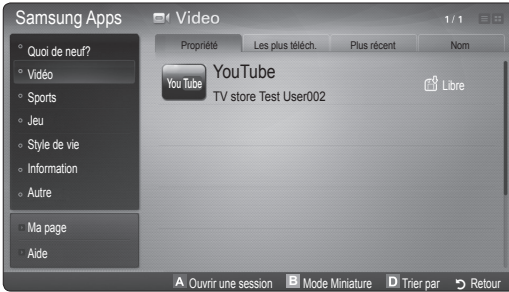 Samsung Apps
Video
1 / 1
Quoi de neuf?
Vidéo
Sports
Jeu
Style de vie
Information
Autre
Ma page
Aide
Propriété
Les plus téléch.
Plus récent
Nom
You Tube
YouTube
TV store Test User002
Libre
A Ouvrir une session
B Mode Miniature
D Trier par
Retour